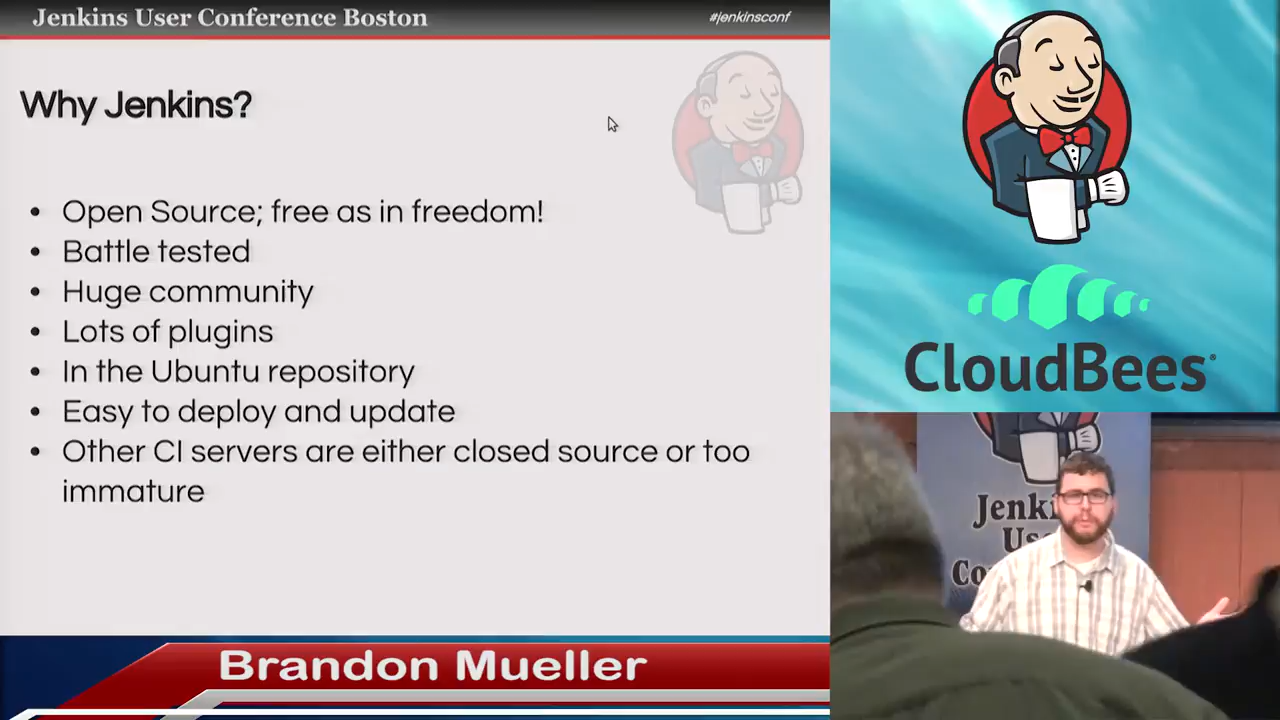 Jenkins User Conference Boston
#jenkinsconf
Why Jenkins?
• Open Source; free as in freedom!
• Battle tested
• Huge community
• Lots of plugins
• In the Ubuntu repository
• Easy to deploy and update
• Other CI servers are either closed source or too
immature
CloudBees®
Brandon Mueller